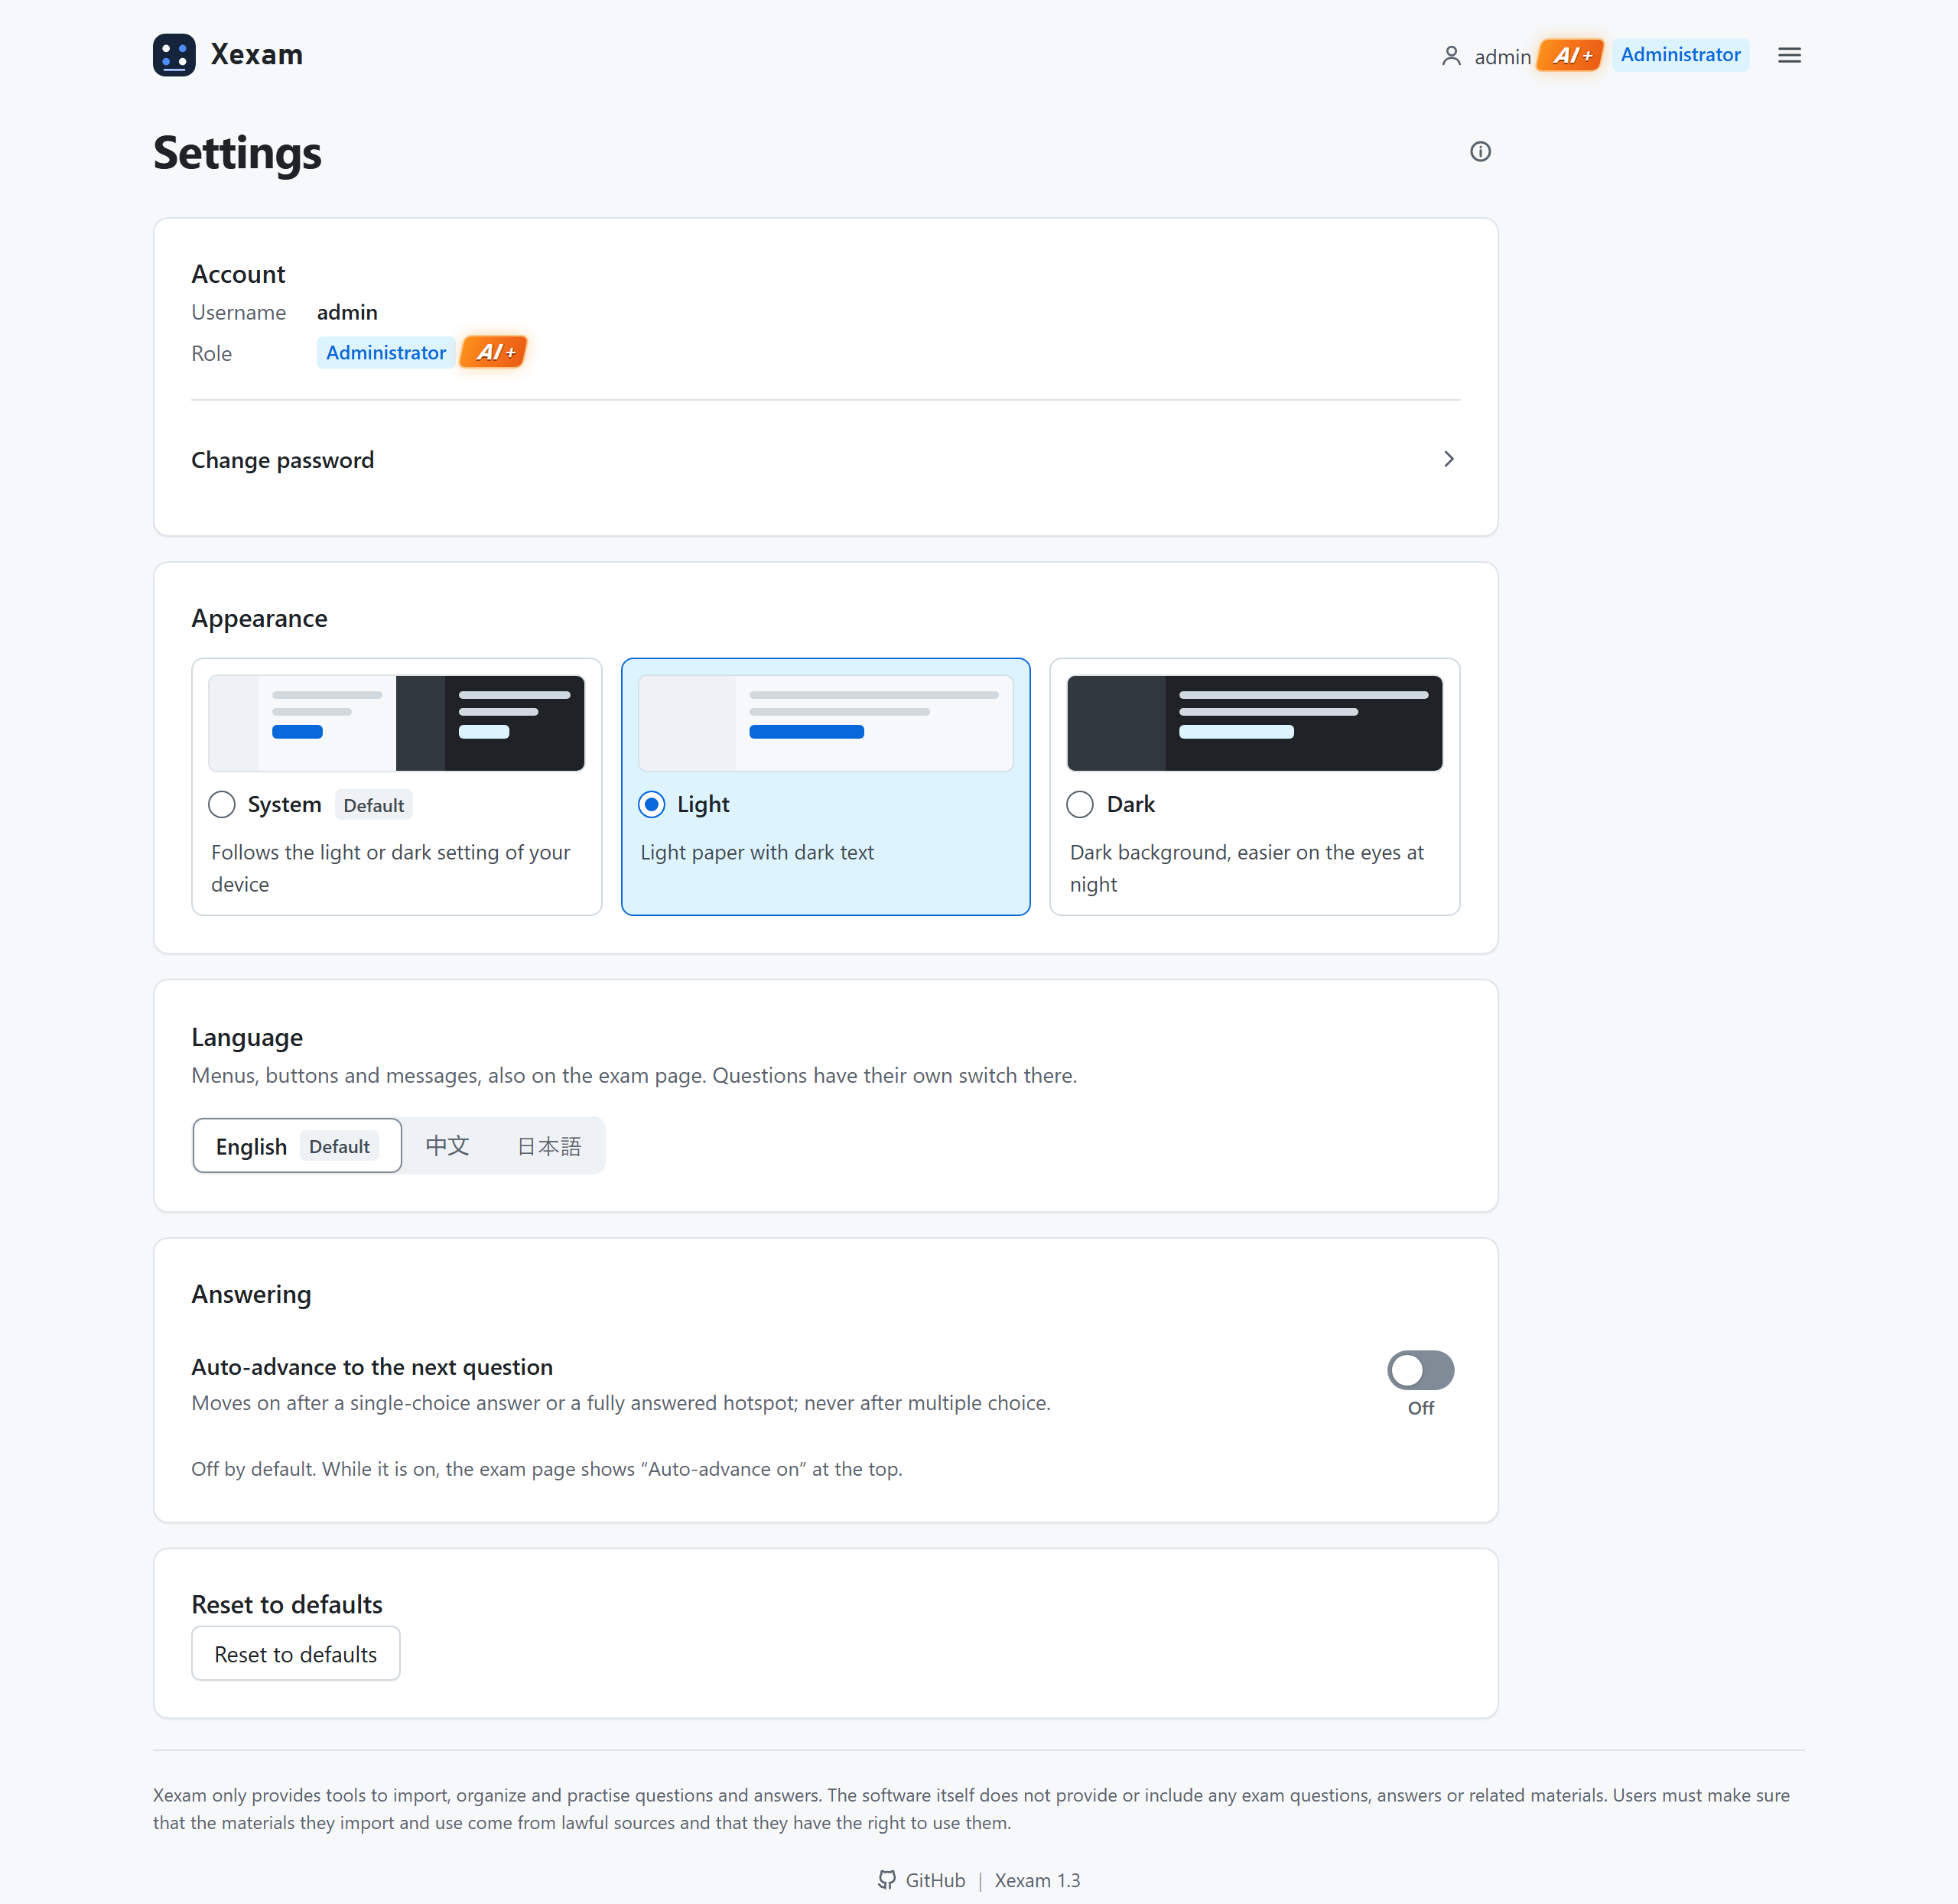 Xexam
admin AI+ Administrator
Settings
Account
Username admin
Role Administrator AI+
Change password
Appearance
System Default
Follows the light or dark setting of your
device
Light
Light paper with dark text
Dark
Dark background, easier on the eyes at
night
Language
Menus, buttons and messages, also on the exam page. Questions have their own switch there.
English Default 中文 日本語
Answering
Auto-advance to the next question
Moves on after a single-choice answer or a fully answered hotspot; never after multiple choice.
Off
Off by default. While it is on, the exam page shows “Auto-advance on” at the top.
Reset to defaults
Reset to defaults
Xexam only provides tools to import, organize and practise questions and answers. The software itself does not provide or include any exam questions, answers or related materials. Users must make sure
that the materials they import and use come from lawful sources and that they have the right to use them.
GitHub | Xexam 1.3